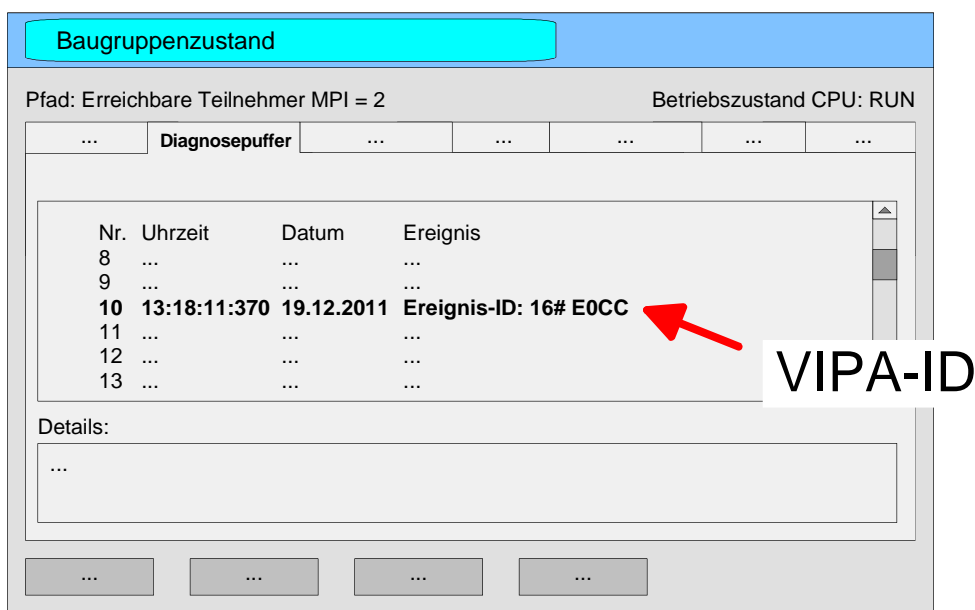 Baugruppenzustand
Pfad: Erreichbare Teilnehmer MPI = 2 Betriebszustand CPU: RUN
... Diagnosepuffer ... ... ... ... ...
Nr. Uhrzeit Datum Ereignis
8 ... ... ...
9 ... ... ...
10 13:18:11:370 19.12.2011 Ereignis-ID: 16# E0CC
11 ... ... ...
12 ... ... ...
13 ... ... ...
VIPA-ID
Details:
...
... ... ... ...